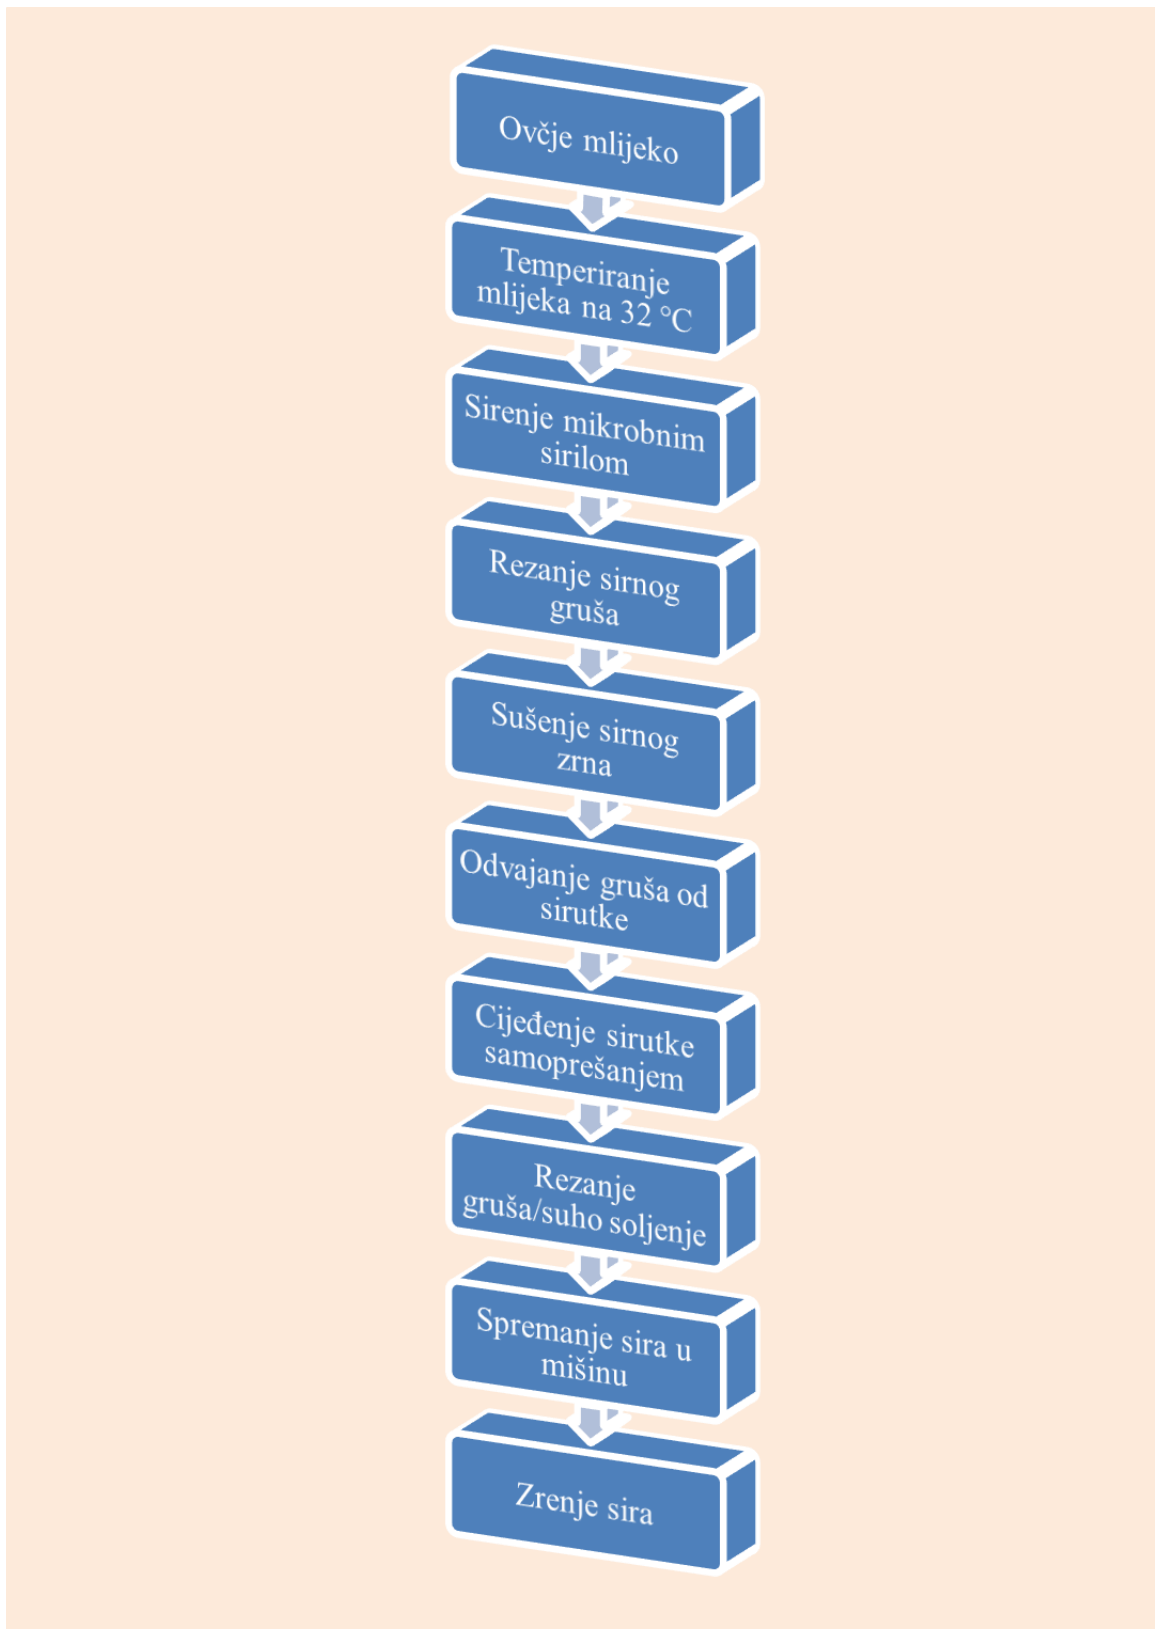 Ovčje mlijeko
Temperiranje
mlijeka na 32 °C
Sirenje mikrobnim
sirilom
Rezanje sirnog
gruša
Sušenje sirnog
zrna
Odvajanje gruša od
sirutke
Cijeđenje sirutke
samoprešanjem
Rezanje
gruša/suho soljenje
Spremanje sira u
mišinu
Zrenje sira